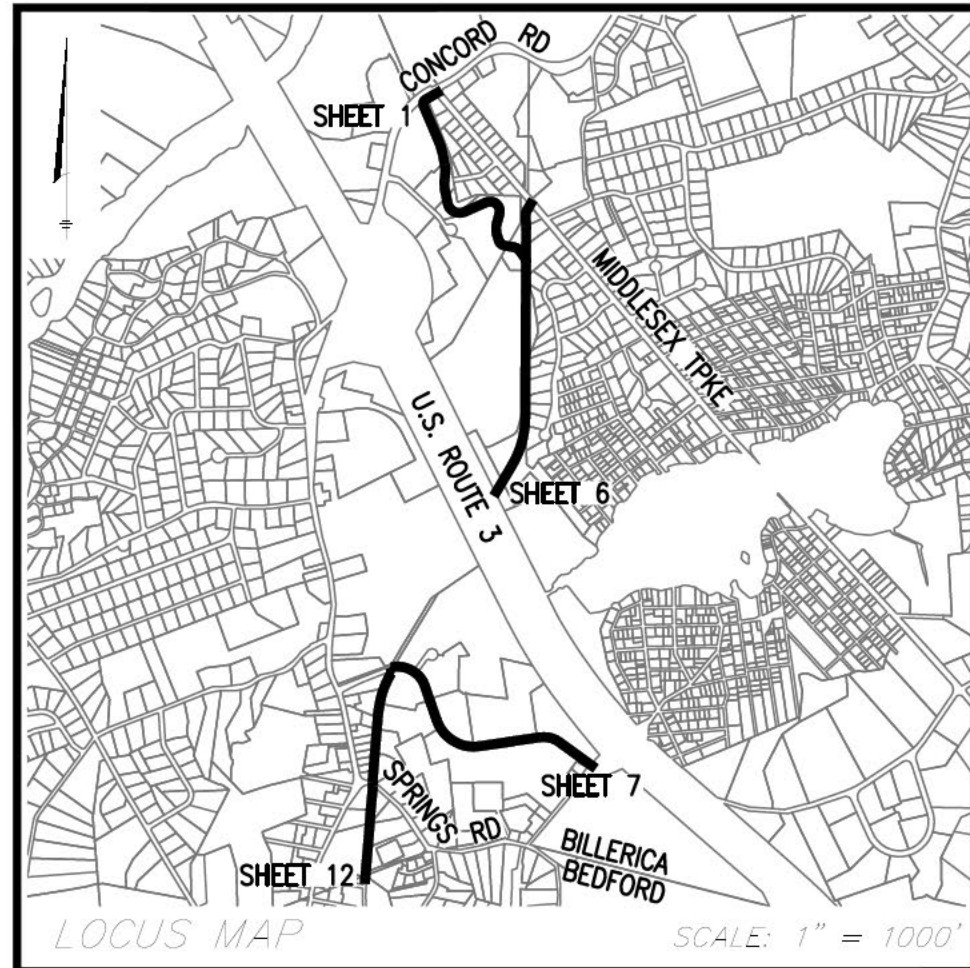 CONCORD RD
SHEET 1
MIDDLESEX TPKE
U.S. ROUTE 3
SHEET 6
SHEET 7
SPRINGS RD
BILLERICA
BEDFORD
SHEET 12
LOCUS MAP
SCALE: 1" = 1000'